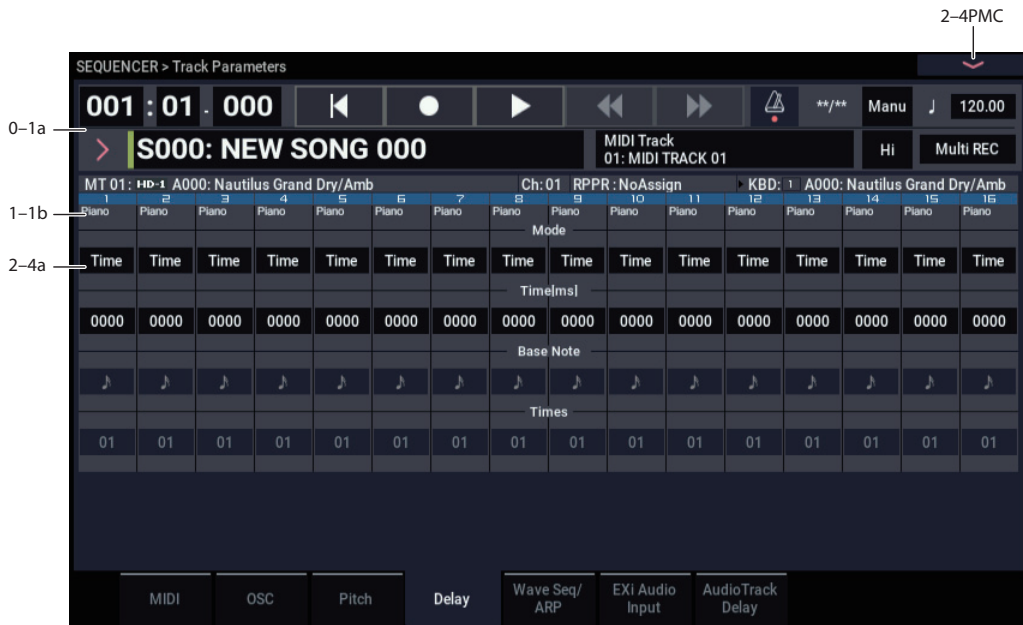 2–4PMC
SEQUENCER > Track Parameters
001 : 01 . 000 **/** Manu ♩ 120.00
0–1a
S000: NEW SONG 000 MIDI Track Hi Multi REC
01: MIDI TRACK 01
MT 01: HD-1 A000: Nautilus Grand Dry/Amb Ch: 01 RPPR : NoAssign KBD: 1 A000: Nautilus Grand Dry/Amb
1 2 3 4 5 6 7 8 9 10 11 12 13 14 15 16
1–1b
Piano Piano Piano Piano Piano Piano Piano Piano Piano Piano Piano Piano Piano Piano Piano Piano
Mode
2–4a
Time Time Time Time Time Time Time Time Time Time Time Time Time Time Time Time
Time[ms]
0000 0000 0000 0000 0000 0000 0000 0000 0000 0000 0000 0000 0000 0000 0000 0000
Base Note
♪ ♪ ♪ ♪ ♪ ♪ ♪ ♪ ♪ ♪ ♪ ♪ ♪ ♪ ♪ ♪
Times
01 01 01 01 01 01 01 01 01 01 01 01 01 01 01 01
MIDI OSC Pitch Delay Wave Seq/ EXi Audio AudioTrack
ARP Input Delay